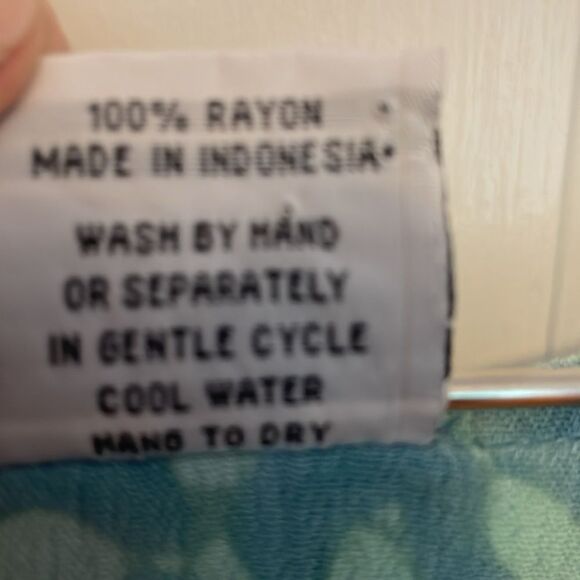 100% RAYON
MADE IN INDONESIA
WASH BY HAND
OR SEPARATELY
IN GENTLE CYCLE
COOL WATER
HANG TO DRY